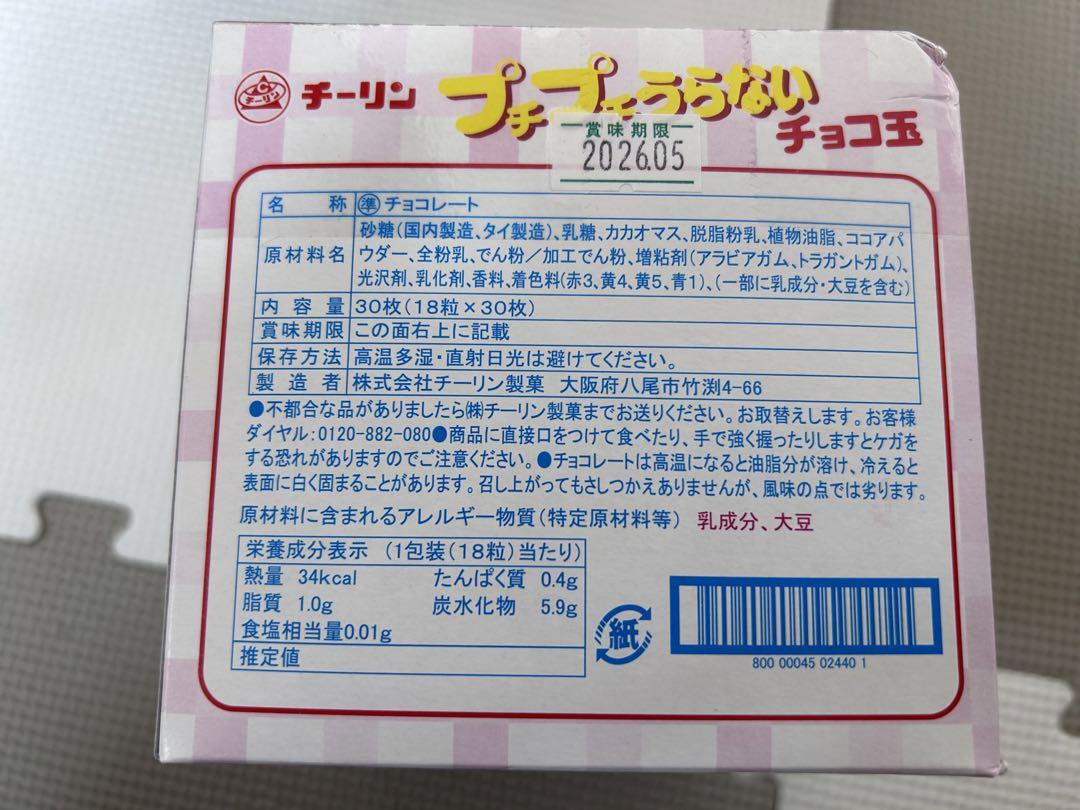 チーリン
チーリン
プチプチうらない
チョコ玉
賞味期限
2026.05
名称 準チョコレート
原材料名 砂糖(国内製造、タイ製造)、乳糖、カカオマス、脱脂粉乳、植物油脂、ココアパ
ウダー、全粉乳、でん粉/加工でん粉、増粘剤(アラビアガム、トラガントガム)、
光沢剤、乳化剤、香料、着色料(赤3、黄4、黄5、青1)、(一部に乳成分・大豆を含む)
内容量 30枚(18粒×30枚)
賞味期限 この面右上に記載
保存方法 高温多湿・直射日光は避けてください。
製造者 株式会社チーリン製菓 大阪府八尾市竹渕4-66
●不都合な品がありましたら㈱チーリン製菓までお送りください。お取替えします。お客様
ダイヤル:0120-882-080●商品に直接口をつけて食べたり、手で強く握ったりしますとケガを
する恐れがありますのでご注意ください。●チョコレートは高温になると油脂分が溶け、冷えると
表面に白く固まることがあります。召し上がってもさしつかえありませんが、風味の点では劣ります。
原材料に含まれるアレルギー物質(特定原材料等) 乳成分、大豆
栄養成分表示 (1包装(18粒)当たり)
熱量 34kcal たんぱく質 0.4g
脂質 1.0g 炭水化物 5.9g
食塩相当量0.01g
推定値
紙
800 00045 02440 1